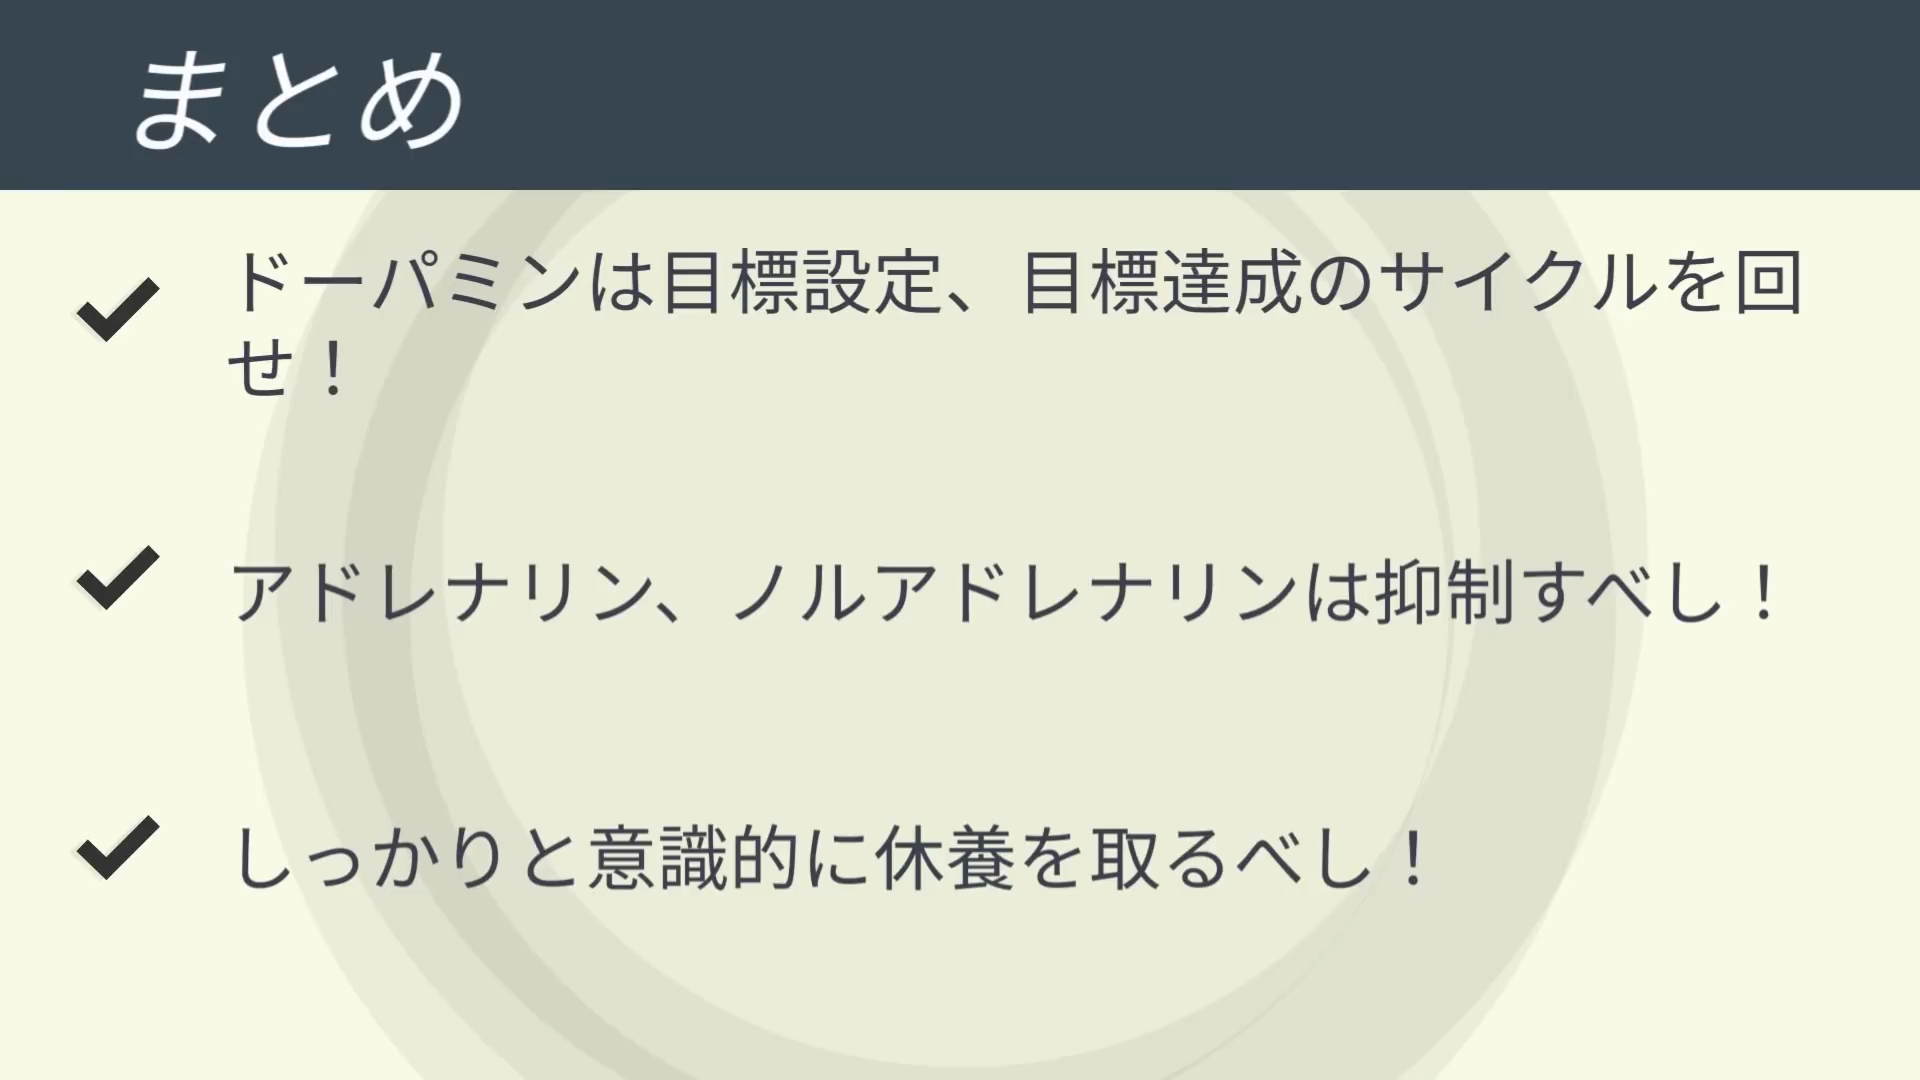 まとめ
ドーパミンは目標設定、目標達成のサイクルを回
せ！
アドレナリン、ノルアドレナリンは抑制すべし！
しっかりと意識的に休養を取るべし！